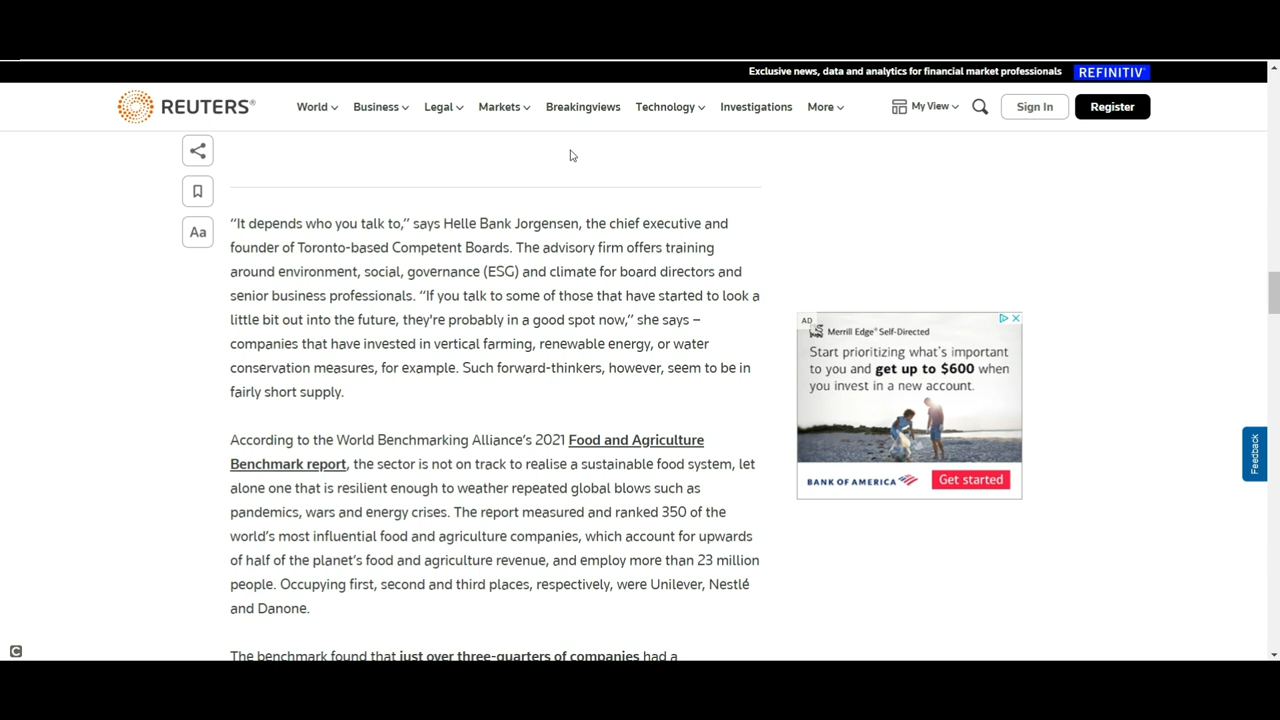 Exclusive news, data and analytics for financial market professionals REFINITIV
REUTERS® World Business Legal Markets Breakingviews Technology Investigations More My View Sign In Register
Aa
“It depends who you talk to,” says Helle Bank Jorgensen, the chief executive and
founder of Toronto-based Competent Boards. The advisory firm offers training
around environment, social, governance (ESG) and climate for board directors and
senior business professionals. “If you talk to some of those that have started to look a
little bit out into the future, they're probably in a good spot now,” she says –
companies that have invested in vertical farming, renewable energy, or water
conservation measures, for example. Such forward-thinkers, however, seem to be in
fairly short supply.
According to the World Benchmarking Alliance’s 2021 Food and Agriculture
Benchmark report, the sector is not on track to realise a sustainable food system, let
alone one that is resilient enough to weather repeated global blows such as
pandemics, wars and energy crises. The report measured and ranked 350 of the
world’s most influential food and agriculture companies, which account for upwards
of half of the planet’s food and agriculture revenue, and employ more than 23 million
people. Occupying first, second and third places, respectively, were Unilever, Nestlé
and Danone.
The benchmark found that just over three-quarters of companies had a
AD
Merrill Edge® Self-Directed
Start prioritizing what's important
to you and get up to $600 when
you invest in a new account.
BANK OF AMERICA Get started
Feedback
C